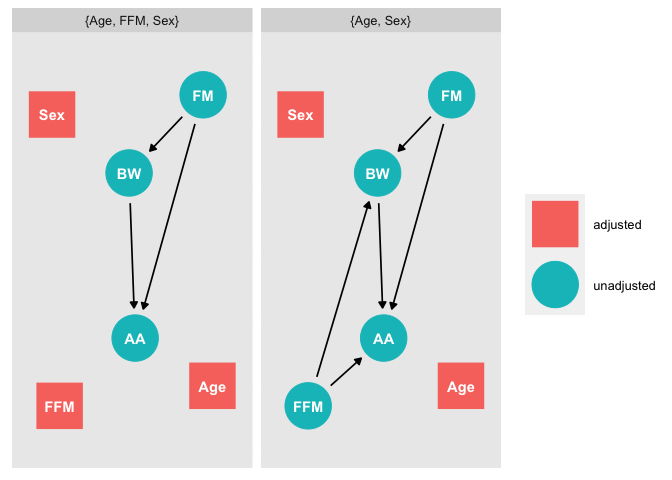 {Age, FFM, Sex}
Sex
FM
BW
AA
Age
FFM
{Age, Sex}
Sex
FM
BW
AA
Age
FFM
adjusted
unadjusted